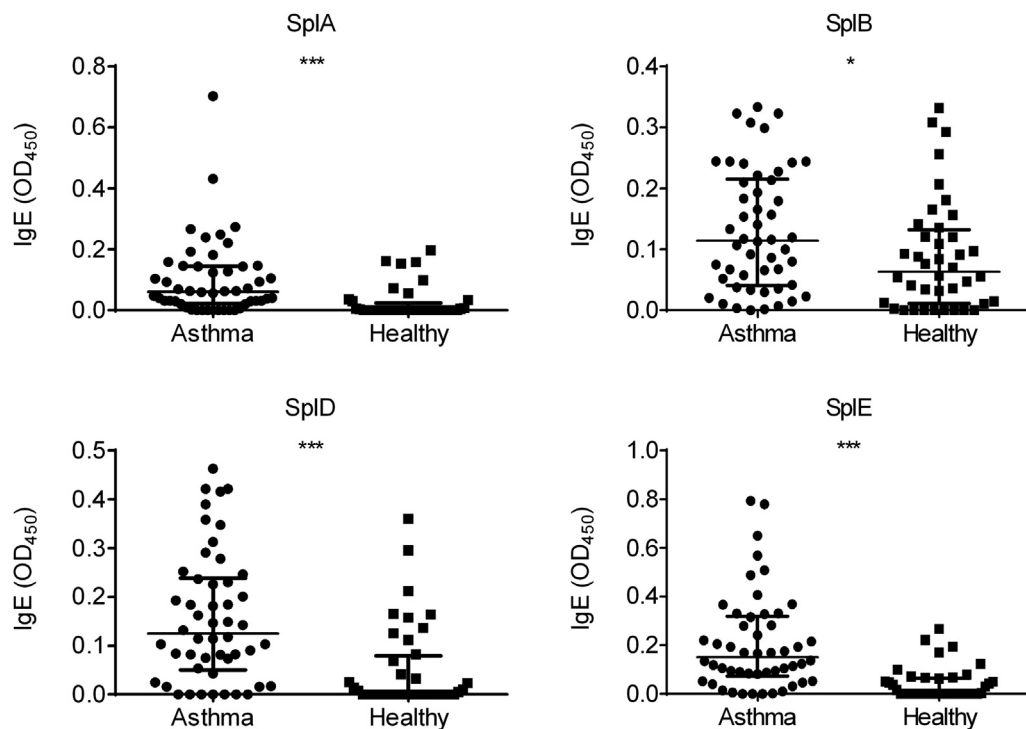 SplA
***
IgE (OD450)
0.8
0.6
0.4
0.2
0.0
Asthma Healthy
SplB
*
IgE (OD450)
0.4
0.3
0.2
0.1
0.0
Asthma Healthy
SplD
***
IgE (OD450)
0.5
0.4
0.3
0.2
0.1
0.0
Asthma Healthy
SplE
***
IgE (OD450)
1.0
0.8
0.6
0.4
0.2
0.0
Asthma Healthy